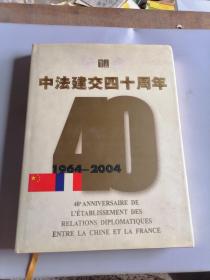 中法建交四十周年
40
1964-2004
40e ANNIVERSAIRE DE
L'ÉTABLISSEMENT DES
RELATIONS DIPLOMATIQUES
ENTRE LA CHINE ET LA FRANCE